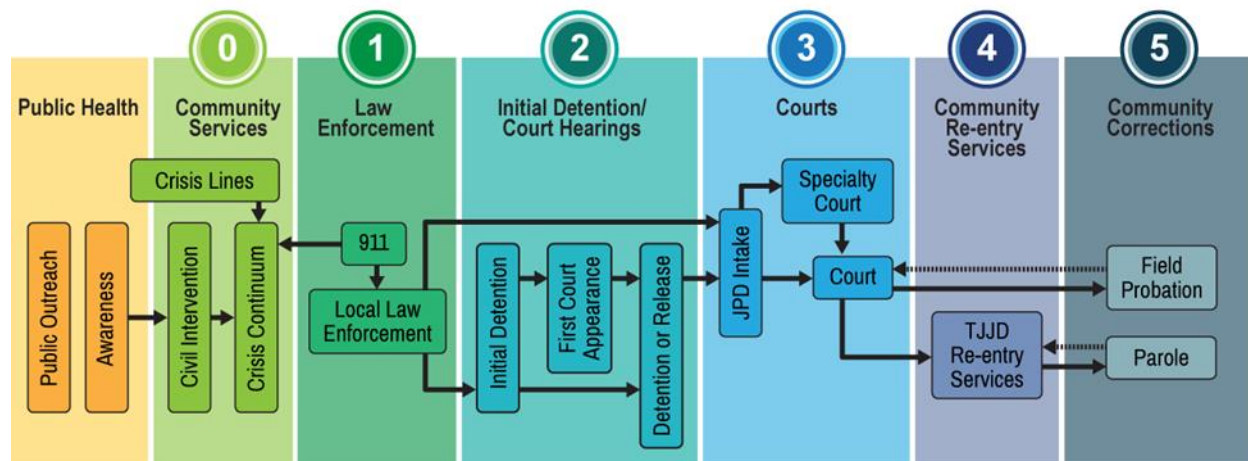 0
1
2
3
4
5
Public Health
Community
Services
Law
Enforcement
Initial Detention/
Court Hearings
Courts
Community
Re-entry
Services
Community
Corrections
Public Outreach
Awareness
Crisis Lines
Civil Intervention
Crisis Continuum
911
Local Law
Enforcement
Initial Detention
First Court
Appearance
Detention or Release
JPD Intake
Specialty
Court
Court
TJJD
Re-entry
Services
Field
Probation
Parole